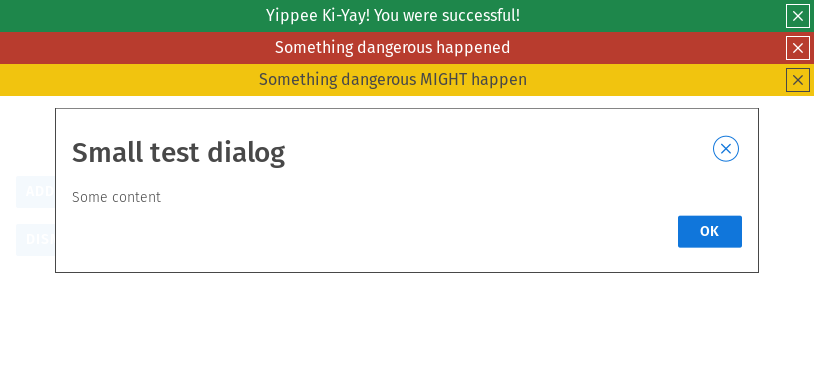 Yippee Ki-Yay! You were successful!
Something dangerous happened
Something dangerous MIGHT happen
Small test dialog
Some content
ADD
OK